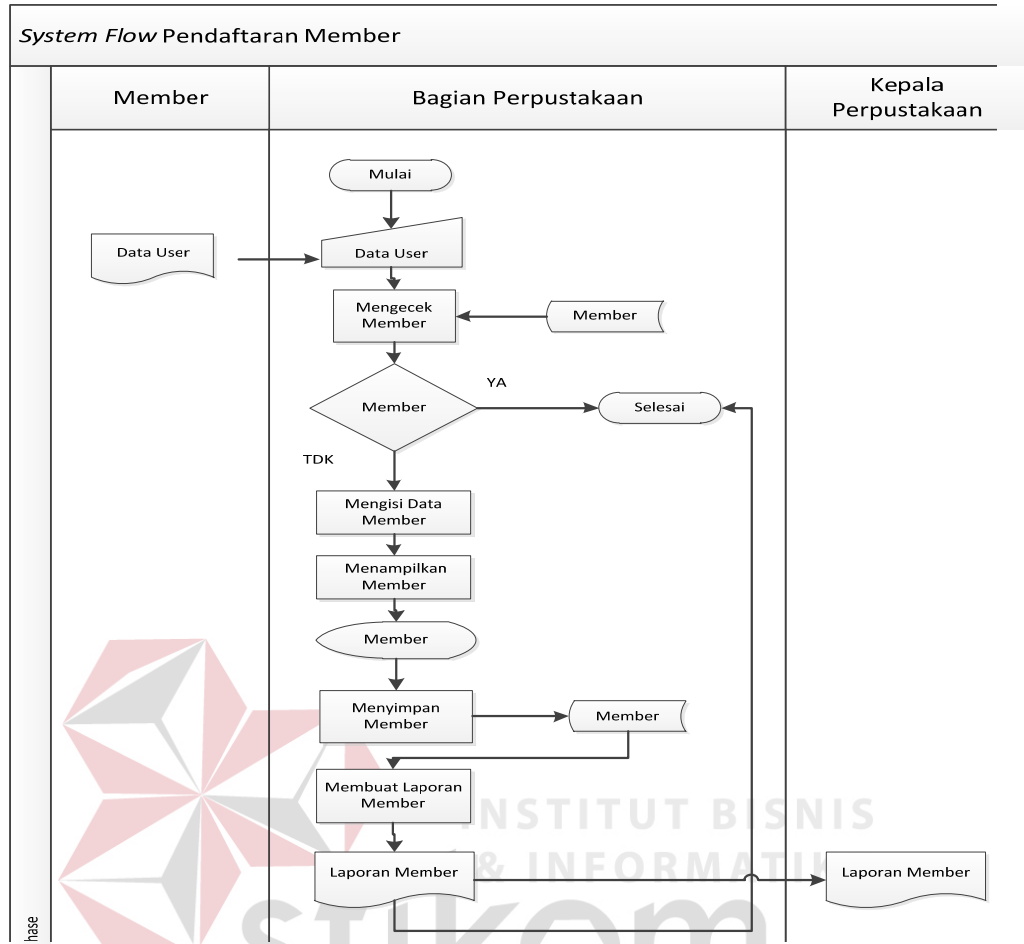 System Flow Pendaftaran Member
Member
Bagian Perpustakaan
Kepala
Perpustakaan
Mulai
Data User
Data User
Mengecek
Member
Member
Member
YA
Selesai
TDK
Mengisi Data
Member
Menampilkan
Member
Member
Menyimpan
Member
Member
Membuat Laporan
Member
INSTITUT BISNIS
& INFORMATIK
Laporan Member
Laporan Member
stikom
hase